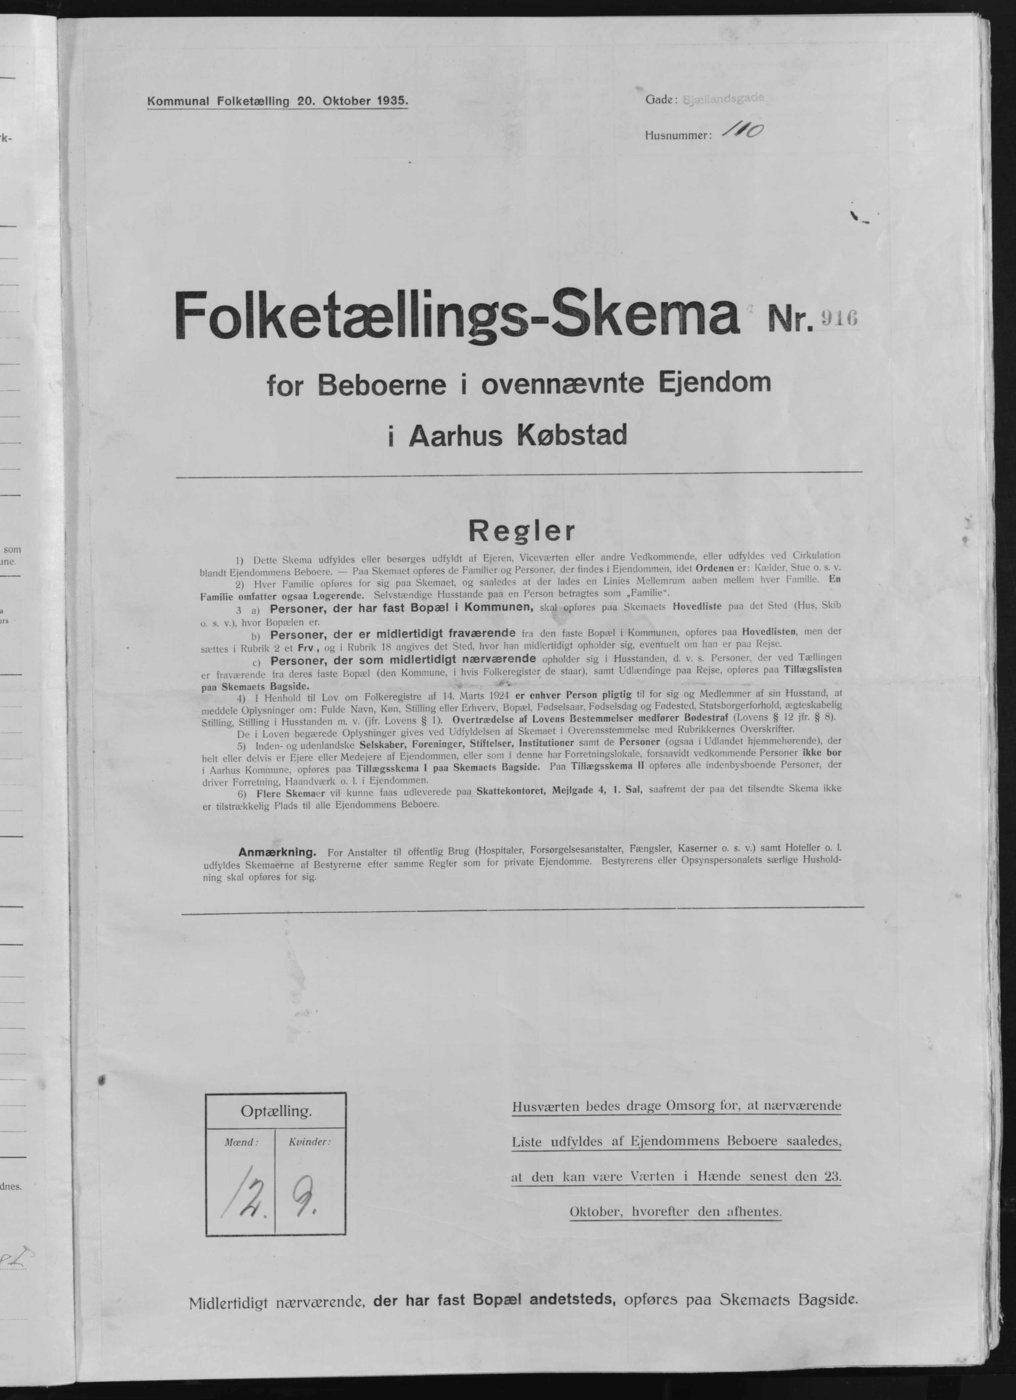 Kommunal Folketælling 20. Oktober 1935.
Gade: Sjællandsgade
Husnummer: 110
Folketællings-Skema Nr. 916
for Beboerne i ovennævnte Ejendom
i Aarhus Købstad
Regler
1) Dette Skema udfyldes eller besørges udfyldt af Ejeren, Viceværten eller andre Vedkommende, eller udfyldes ved Cirkulation
blandt Ejendommens Beboere. — Paa Skemaet opføres de Familier og Personer, der findes i Ejendommen, idet Ordenen er: Kælder, Stue o. s. v.
2) Hver Familie opføres for sig paa Skemaet, og saaledes at der lades en Linies Mellemrum aaben mellem hver Familie. En
Familie omfatter ogsaa Logerende. Selvstændige Husstande paa en Person betragtes som „Familie".
3 a) Personer, der har fast Bopæl i Kommunen, skal opføres paa Skemaets Hovedliste paa det Sted (Hus, Skib
o. s. v.), hvor Bopælen er.
b) Personer, der er midlertidigt fraværende fra den faste Bopæl i Kommunen, opføres paa Hovedlisten, men der
sættes i Rubrik 2 et Frv., og i Rubrik 18 angives det Sted, hvor han midlertidigt opholder sig, eventuelt om han er paa Rejse.
c) Personer, der som midlertidigt nærværende opholder sig i Husstanden, d. v. s. Personer, der ved Tællingen
er fraværende fra deres faste Bopæl (den Kommune, i hvis Folkeregister de staar), samt Udlændinge paa Rejse, opføres paa Tillægslisten
paa Skemaets Bagside.
4) I Henhold til Lov om Folkeregistre af 14. Marts 1924 er enhver Person pligtig til for sig og Medlemmer af sin Husstand, at
meddele Oplysninger om: Fulde Navn, Køn, Stilling eller Erhverv, Bopæl, Fødselsaar, Fødselsdag og Fødested, Statsborgerforhold, ægteskabelig
Stilling, Stilling i Husstanden m. v. (jfr. Lovens § 1). Overtrædelse af Lovens Bestemmelser medfører Bødestraf (Lovens § 12 jfr. § 8).
De i Loven begærede Oplysninger gives ved Udfyldelsen af Skemaet i Overensstemmelse med Rubrikkernes Overskrifter.
5) Inden- og udenlandske Selskaber, Foreninger, Stiftelser, Institutioner samt de Personer (ogsaa i Udlandet hjemmehørende), der
helt eller delvis er Ejere eller Medejere af Ejendommen, eller som i denne har Forretningslokale, forsaavidt vedkommende Personer ikke bor
i Aarhus Kommune, opføres paa Tillægsskema I paa Skemaets Bagside. Paa Tillægsskema II opføres alle indenbysboende Personer, der
driver Forretning, Haandværk o. l. i Ejendommen.
6) Flere Skemaer vil kunne faas udleverede paa Skattekontoret, Mejlgade 4, 1. Sal, saafremt der paa det tilsendte Skema ikke
er tilstrækkelig Plads til alle Ejendommens Beboere.
Anmærkning. For Anstalter til offentlig Brug (Hospitaler, Forsørgelsesanstalter, Fængsler, Kaserner o. s. v.) samt Hoteller o. l.
udfyldes Skemaerne af Bestyrerne efter samme Regler som for private Ejendomme. Bestyrerens eller Opsynspersonalets særlige Hushold-
ning skal opføres for sig.
Optælling.
Mænd: Kvinder:
12. 9.
Husværten bedes drage Omsorg for, at nærværende
Liste udfyldes af Ejendommens Beboere saaledes,
at den kan være Værten i Hænde senest den 23.
Oktober, hvorefter den afhentes.
Midlertidigt nærværende, der har fast Bopæl andetsteds, opføres paa Skemaets Bagside.